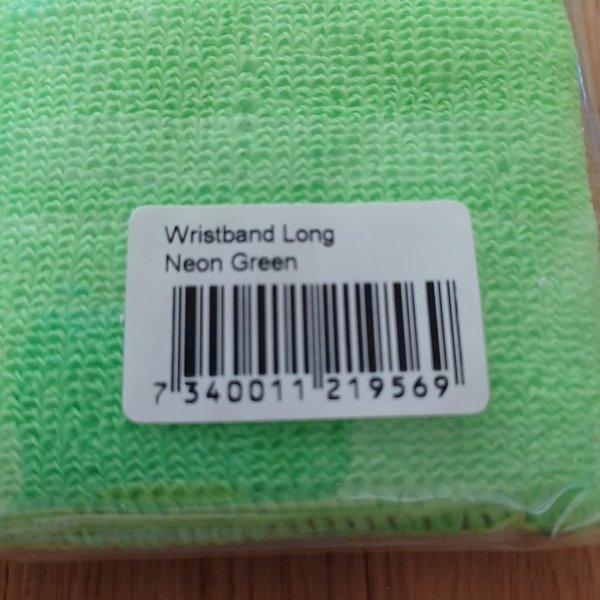 Wristband Long
Neon Green
7 340011 219569